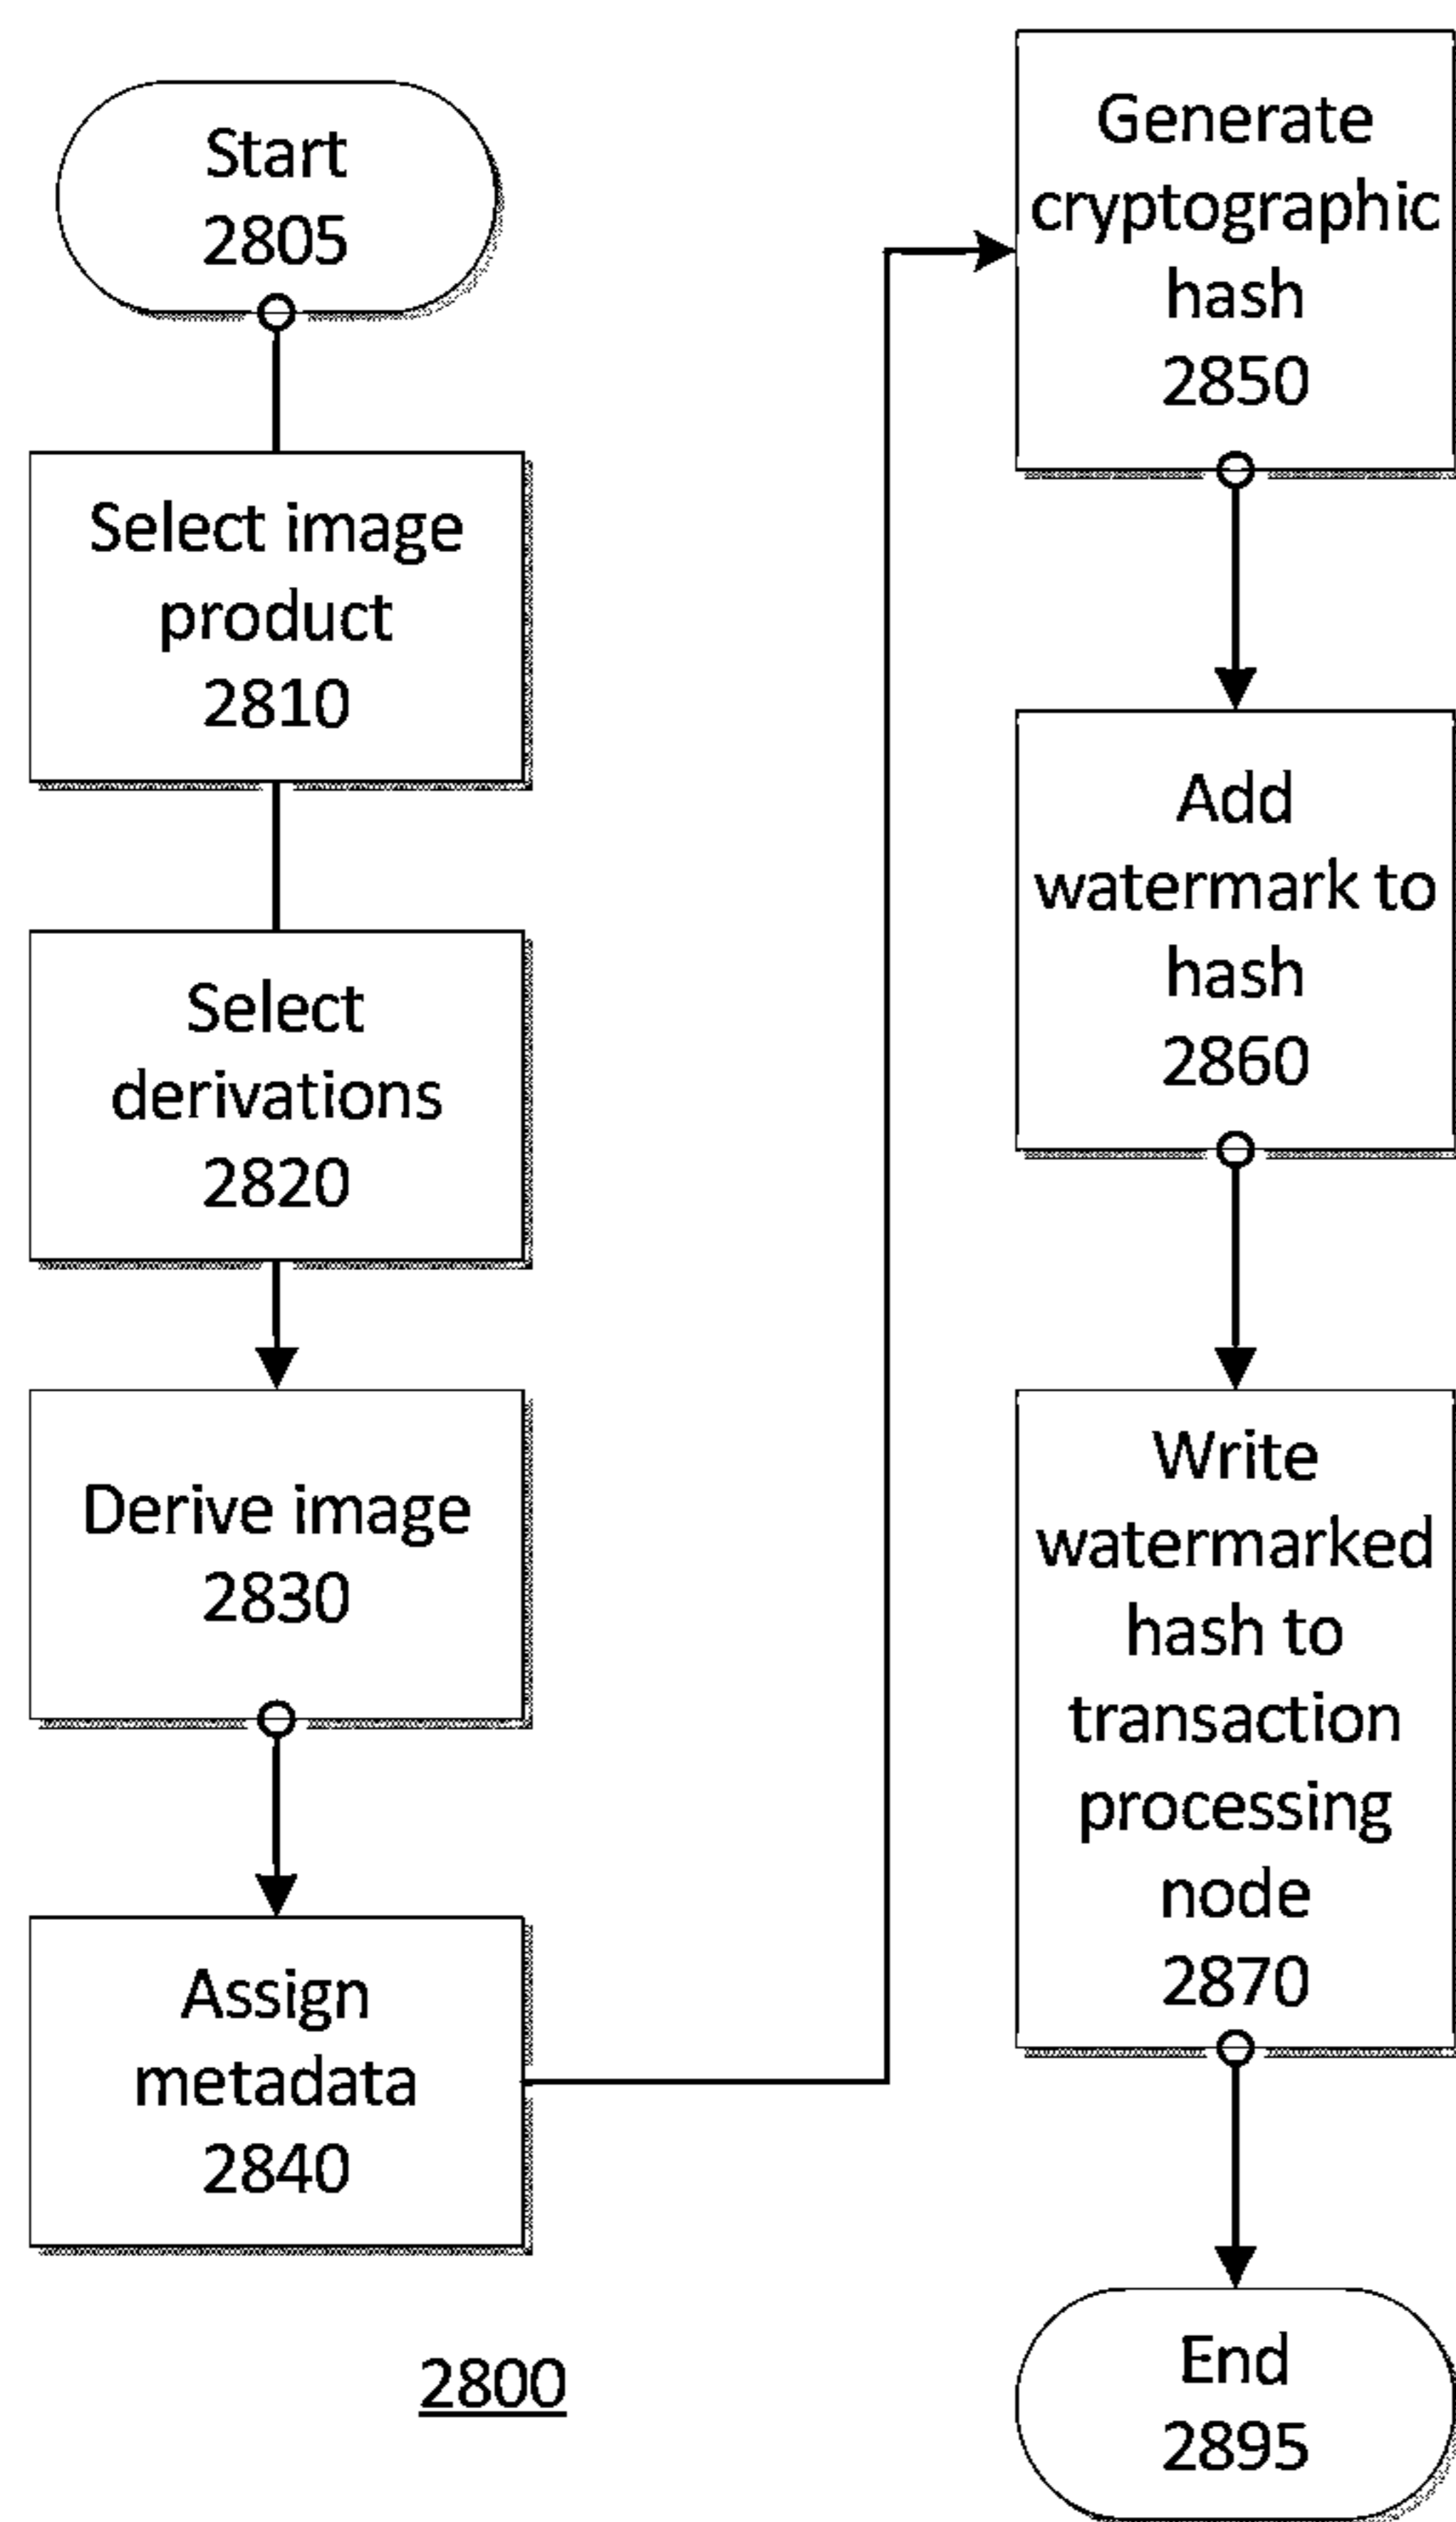 Start
2805
Select image
product
2810
Select
derivations
2820
Derive image
2830
Assign
metadata
2840
2800
Generate
cryptographic
hash
2850
Add
watermark to
hash
2860
Write
watermarked
hash to
transaction
processing
node
2870
End
2895